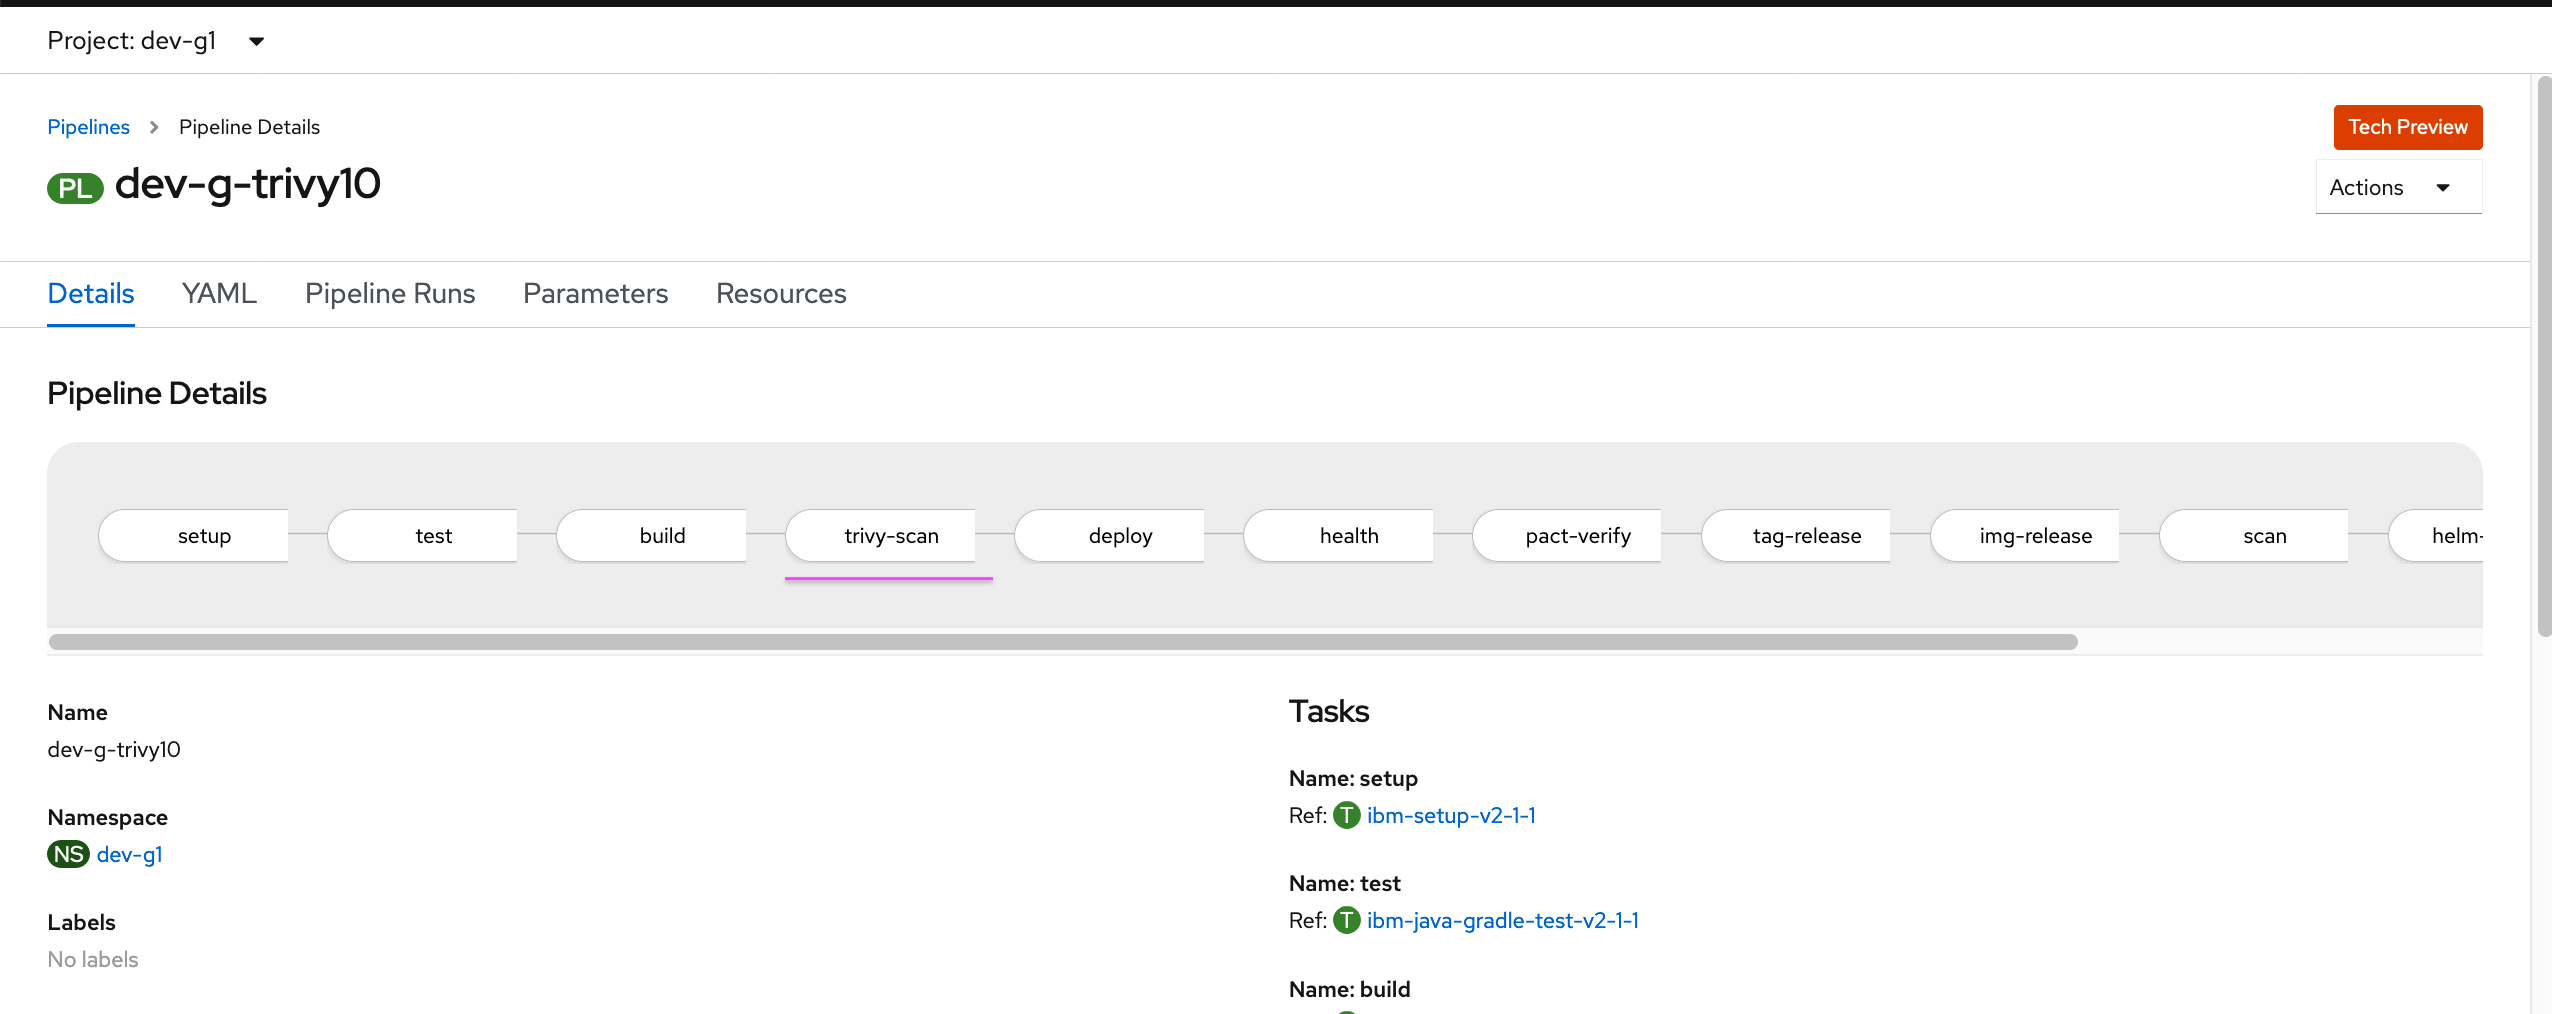 Project: dev-g1
Pipelines > Pipeline Details
Tech Preview
PL dev-g-trivy10
Actions
Details YAML Pipeline Runs Parameters Resources
Pipeline Details
setup test build trivy-scan deploy health pact-verify tag-release img-release scan helm-
Name
dev-g-trivy10
Namespace
NS dev-g1
Labels
No labels
Tasks
Name: setup
Ref: T ibm-setup-v2-1-1
Name: test
Ref: T ibm-java-gradle-test-v2-1-1
Name: build